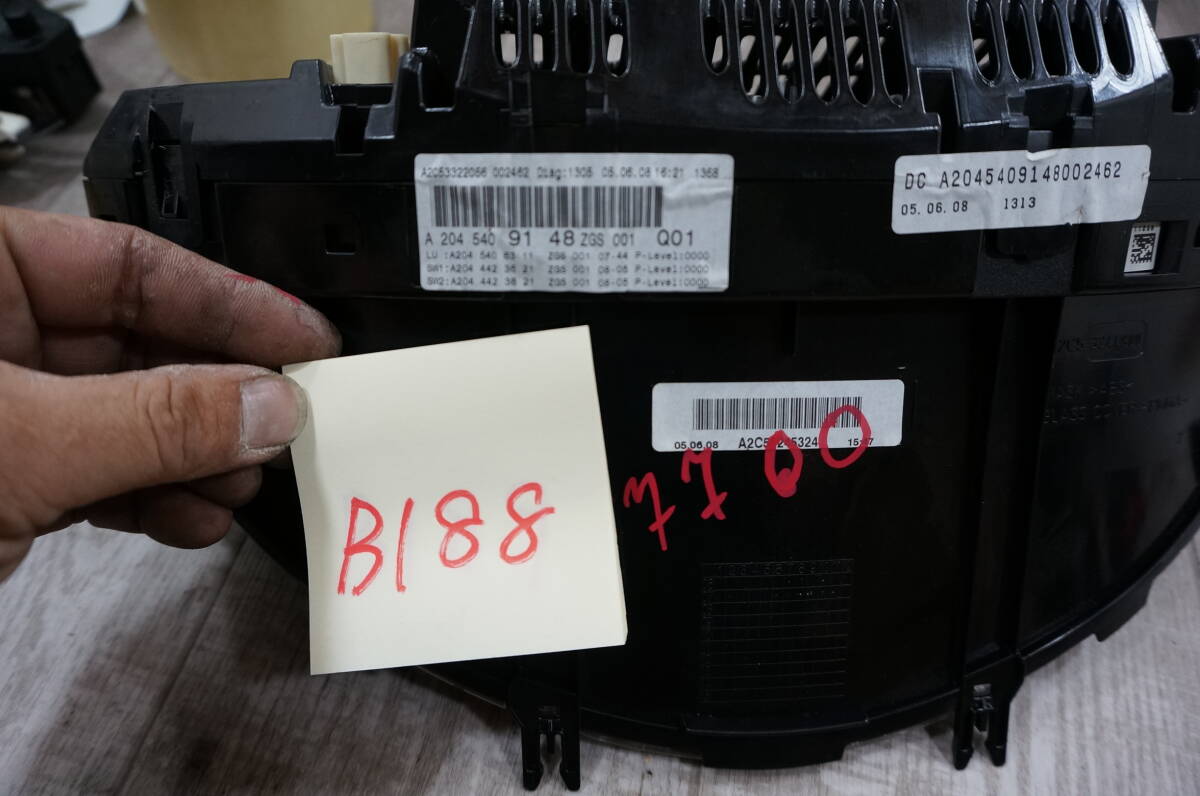 A2C53322056 002462 Diag:1305 05.06.08 16:21 1358
A 204 540 91 48 ZGS 001 Q01
LU :A204 540 63 11 ZGS 001 07-44 P-Level:0000
SW1:A204 442 36 21 ZGS 001 08-05 P-Level:0000
SW2:A204 442 36 21 ZGS 001 08-05 P-Level:0000
DC A2045409148002462
05.06.08 1313
05.06.08
7700
B188